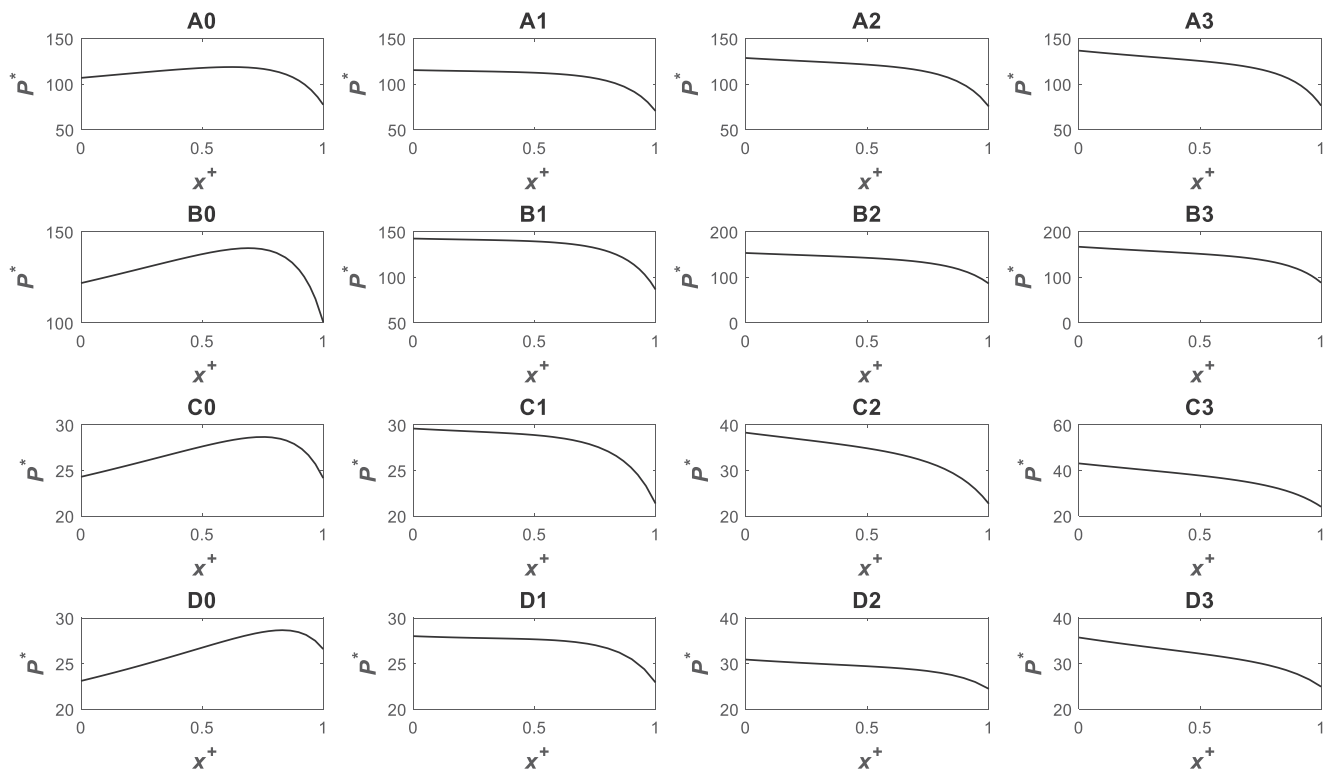 A0 A1 A2 A3
150 150 150 150
P* 100 P* 100 P* 100 P* 100
50 50 50 50
0 0.5 1 0 0.5 1 0 0.5 1 0 0.5 1
x+ x+ x+ x+
B0 B1 B2 B3
150 150 200 200
P* P* 100 P* 100 P* 100
100 50 0 0
0 0.5 1 0 0.5 1 0 0.5 1 0 0.5 1
x+ x+ x+ x+
C0 C1 C2 C3
30 30 40 60
P* 25 P* 25 P* 30 P* 40
20 20 20 20
0 0.5 1 0 0.5 1 0 0.5 1 0 0.5 1
x+ x+ x+ x+
D0 D1 D2 D3
30 30 40 40
P* 25 P* 25 P* 30 P* 30
20 20 20 20
0 0.5 1 0 0.5 1 0 0.5 1 0 0.5 1
x+ x+ x+ x+